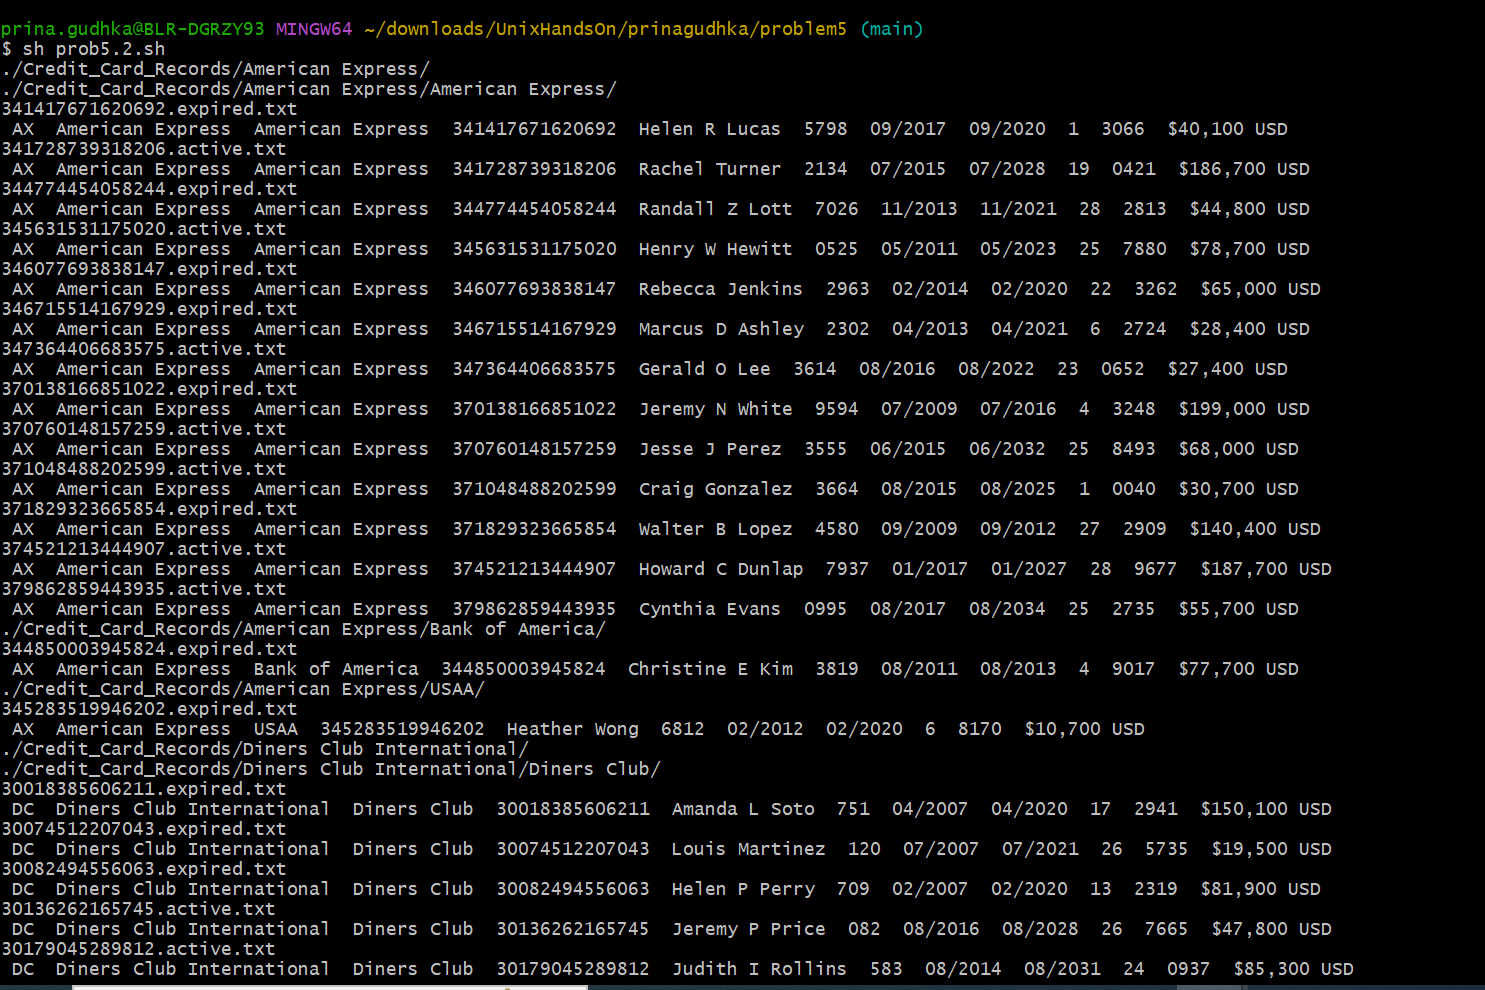 prina.gudhka@BLR-DGRZY93 MINGW64 ~/downloads/UnixHandsOn/prinagudhka/problem5 (main)
$ sh prob5.2.sh
./Credit_Card_Records/American Express/
./Credit_Card_Records/American Express/American Express/
341417671620692.expired.txt
AX  American Express  American Express  341417671620692  Helen R Lucas  5798  09/2017  09/2020  1  3066  $40,100 USD
341728739318206.active.txt
AX  American Express  American Express  341728739318206  Rachel Turner  2134  07/2015  07/2028  19  0421  $186,700 USD
344774454058244.expired.txt
AX  American Express  American Express  344774454058244  Randall Z Lott  7026  11/2013  11/2021  28  2813  $44,800 USD
345631531175020.active.txt
AX  American Express  American Express  345631531175020  Henry W Hewitt  0525  05/2011  05/2023  25  7880  $78,700 USD
346077693838147.expired.txt
AX  American Express  American Express  346077693838147  Rebecca Jenkins  2963  02/2014  02/2020  22  3262  $65,000 USD
346715514167929.expired.txt
AX  American Express  American Express  346715514167929  Marcus D Ashley  2302  04/2013  04/2021  6  2724  $28,400 USD
347364406683575.active.txt
AX  American Express  American Express  347364406683575  Gerald O Lee  3614  08/2016  08/2022  23  0652  $27,400 USD
370138166851022.expired.txt
AX  American Express  American Express  370138166851022  Jeremy N White  9594  07/2009  07/2016  4  3248  $199,000 USD
370760148157259.active.txt
AX  American Express  American Express  370760148157259  Jesse J Perez  3555  06/2015  06/2032  25  8493  $68,000 USD
371048488202599.active.txt
AX  American Express  American Express  371048488202599  Craig Gonzalez  3664  08/2015  08/2025  1  0040  $30,700 USD
371829323665854.expired.txt
AX  American Express  American Express  371829323665854  Walter B Lopez  4580  09/2009  09/2012  27  2909  $140,400 USD
374521213444907.active.txt
AX  American Express  American Express  374521213444907  Howard C Dunlap  7937  01/2017  01/2027  28  9677  $187,700 USD
379862859443935.active.txt
AX  American Express  American Express  379862859443935  Cynthia Evans  0995  08/2017  08/2034  25  2735  $55,700 USD
./Credit_Card_Records/American Express/Bank of America/
344850003945824.expired.txt
AX  American Express  Bank of America  344850003945824  Christine E Kim  3819  08/2011  08/2013  4  9017  $77,700 USD
./Credit_Card_Records/American Express/USAA/
345283519946202.expired.txt
AX  American Express  USAA  345283519946202  Heather Wong  6812  02/2012  02/2020  6  8170  $10,700 USD
./Credit_Card_Records/Diners Club International/
./Credit_Card_Records/Diners Club International/Diners Club/
30018385606211.expired.txt
DC  Diners Club International  Diners Club  30018385606211  Amanda L Soto  751  04/2007  04/2020  17  2941  $150,100 USD
30074512207043.expired.txt
DC  Diners Club International  Diners Club  30074512207043  Louis Martinez  120  07/2007  07/2021  26  5735  $19,500 USD
30082494556063.expired.txt
DC  Diners Club International  Diners Club  30082494556063  Helen P Perry  709  02/2007  02/2020  13  2319  $81,900 USD
30136262165745.active.txt
DC  Diners Club International  Diners Club  30136262165745  Jeremy P Price  082  08/2016  08/2028  26  7665  $47,800 USD
30179045289812.active.txt
DC  Diners Club International  Diners Club  30179045289812  Judith I Rollins  583  08/2014  08/2031  24  0937  $85,300 USD